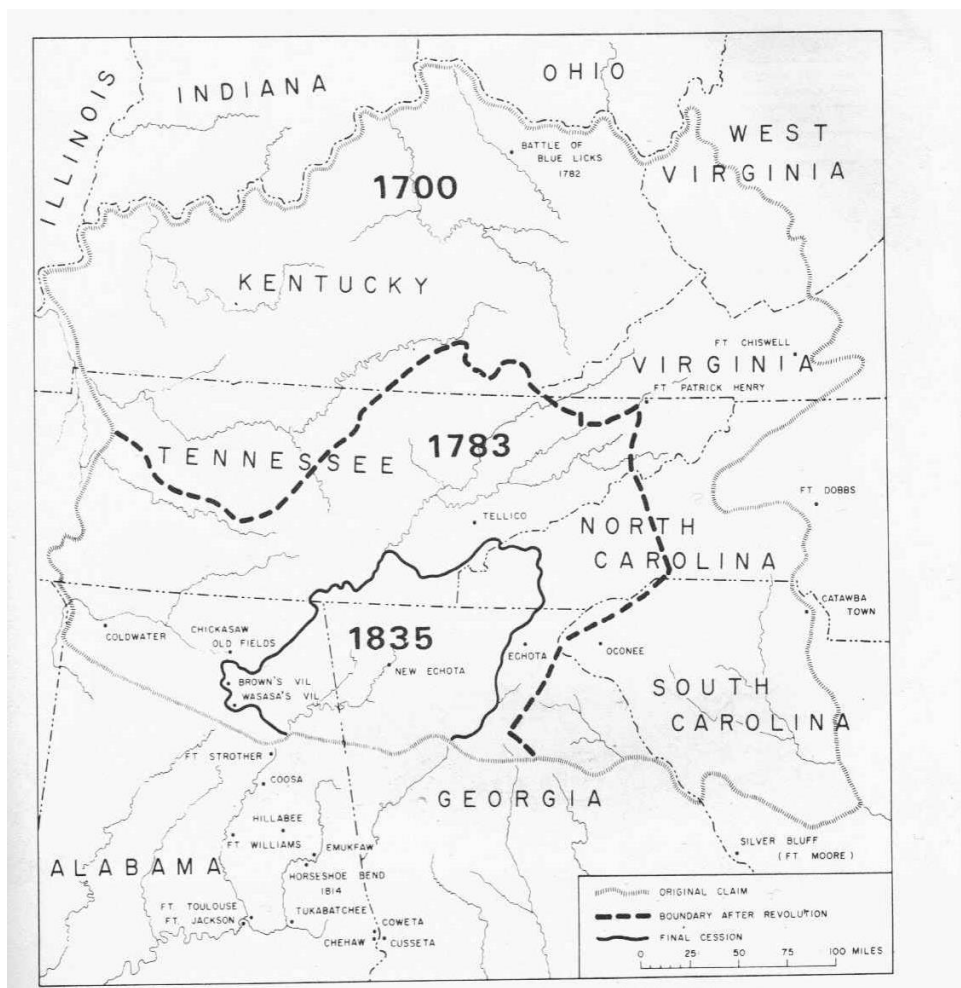 ILLINOIS
INDIANA
OHIO
WEST
VIRGINIA
BATTLE OF
BLUE LICKS
1782
1700
KENTUCKY
FT CHISWELL
VIRGINIA
FT PATRICK HENRY
TENNESSEE
1783
FT DOBBS
TELLICO
NORTH
CAROLINA
CATAWBA
TOWN
COLDWATER
CHICKASAW
OLD FIELDS
1835
NEW ECHOTA
ECHOTA
OCONEE
BROWN'S VIL
WASASA'S VIL
SOUTH
CAROLINA
FT STROTHER
COOSA
GEORGIA
HILLABEE
FT WILLIAMS
EMUKFAW
HORSESHOE BEND
1814
ALABAMA
SILVER BLUFF
(FT MOORE)
FT TOULOUSE
FT JACKSON
TUKABATCHEE
COWETA
CHEHAW
CUSSETA
ORIGINAL CLAIM
BOUNDARY AFTER REVOLUTION
FINAL CESSION
0 25 50 75 100 MILES